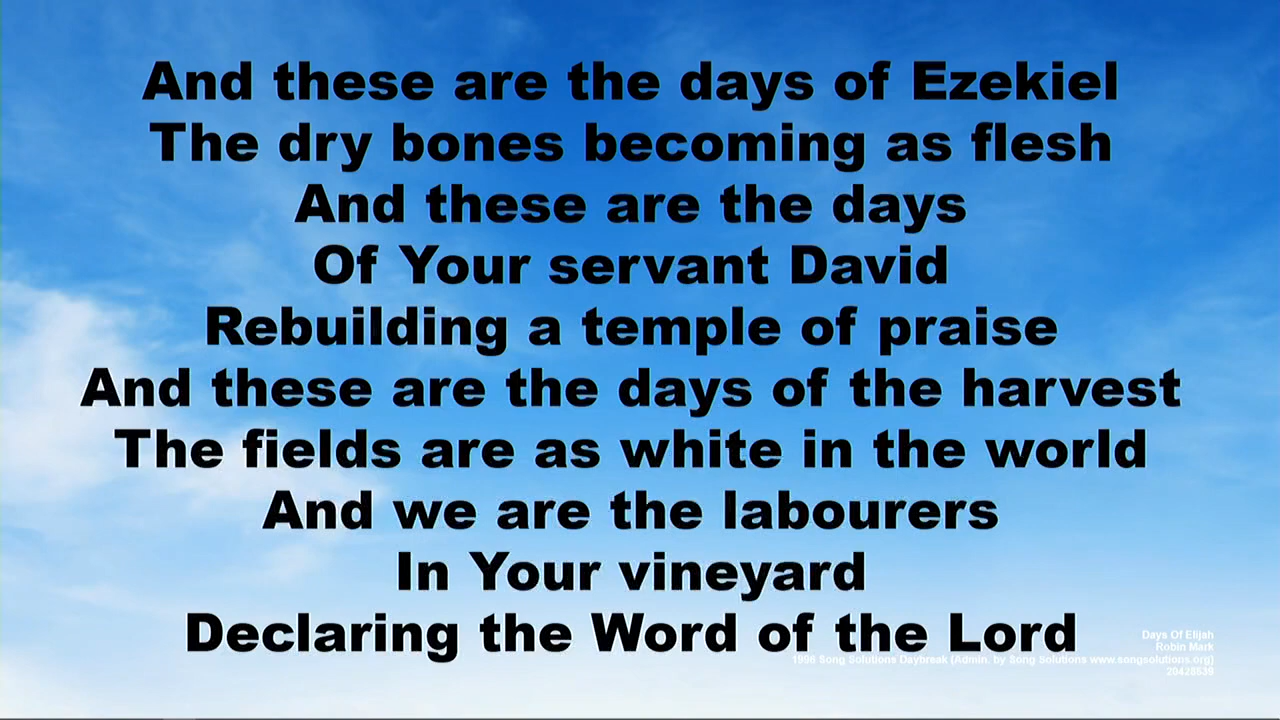 And these are the days of Ezekiel
The dry bones becoming as flesh
And these are the days
Of Your servant David
Rebuilding a temple of praise
And these are the days of the harvest
The fields are as white in the world
And we are the labourers
In Your vineyard
Declaring the Word of the Lord
Days Of Elijah
Robin Mark
1996 Song Solutions Daybreak (Admin. by Song Solutions www.songsolutions.org)
20428539